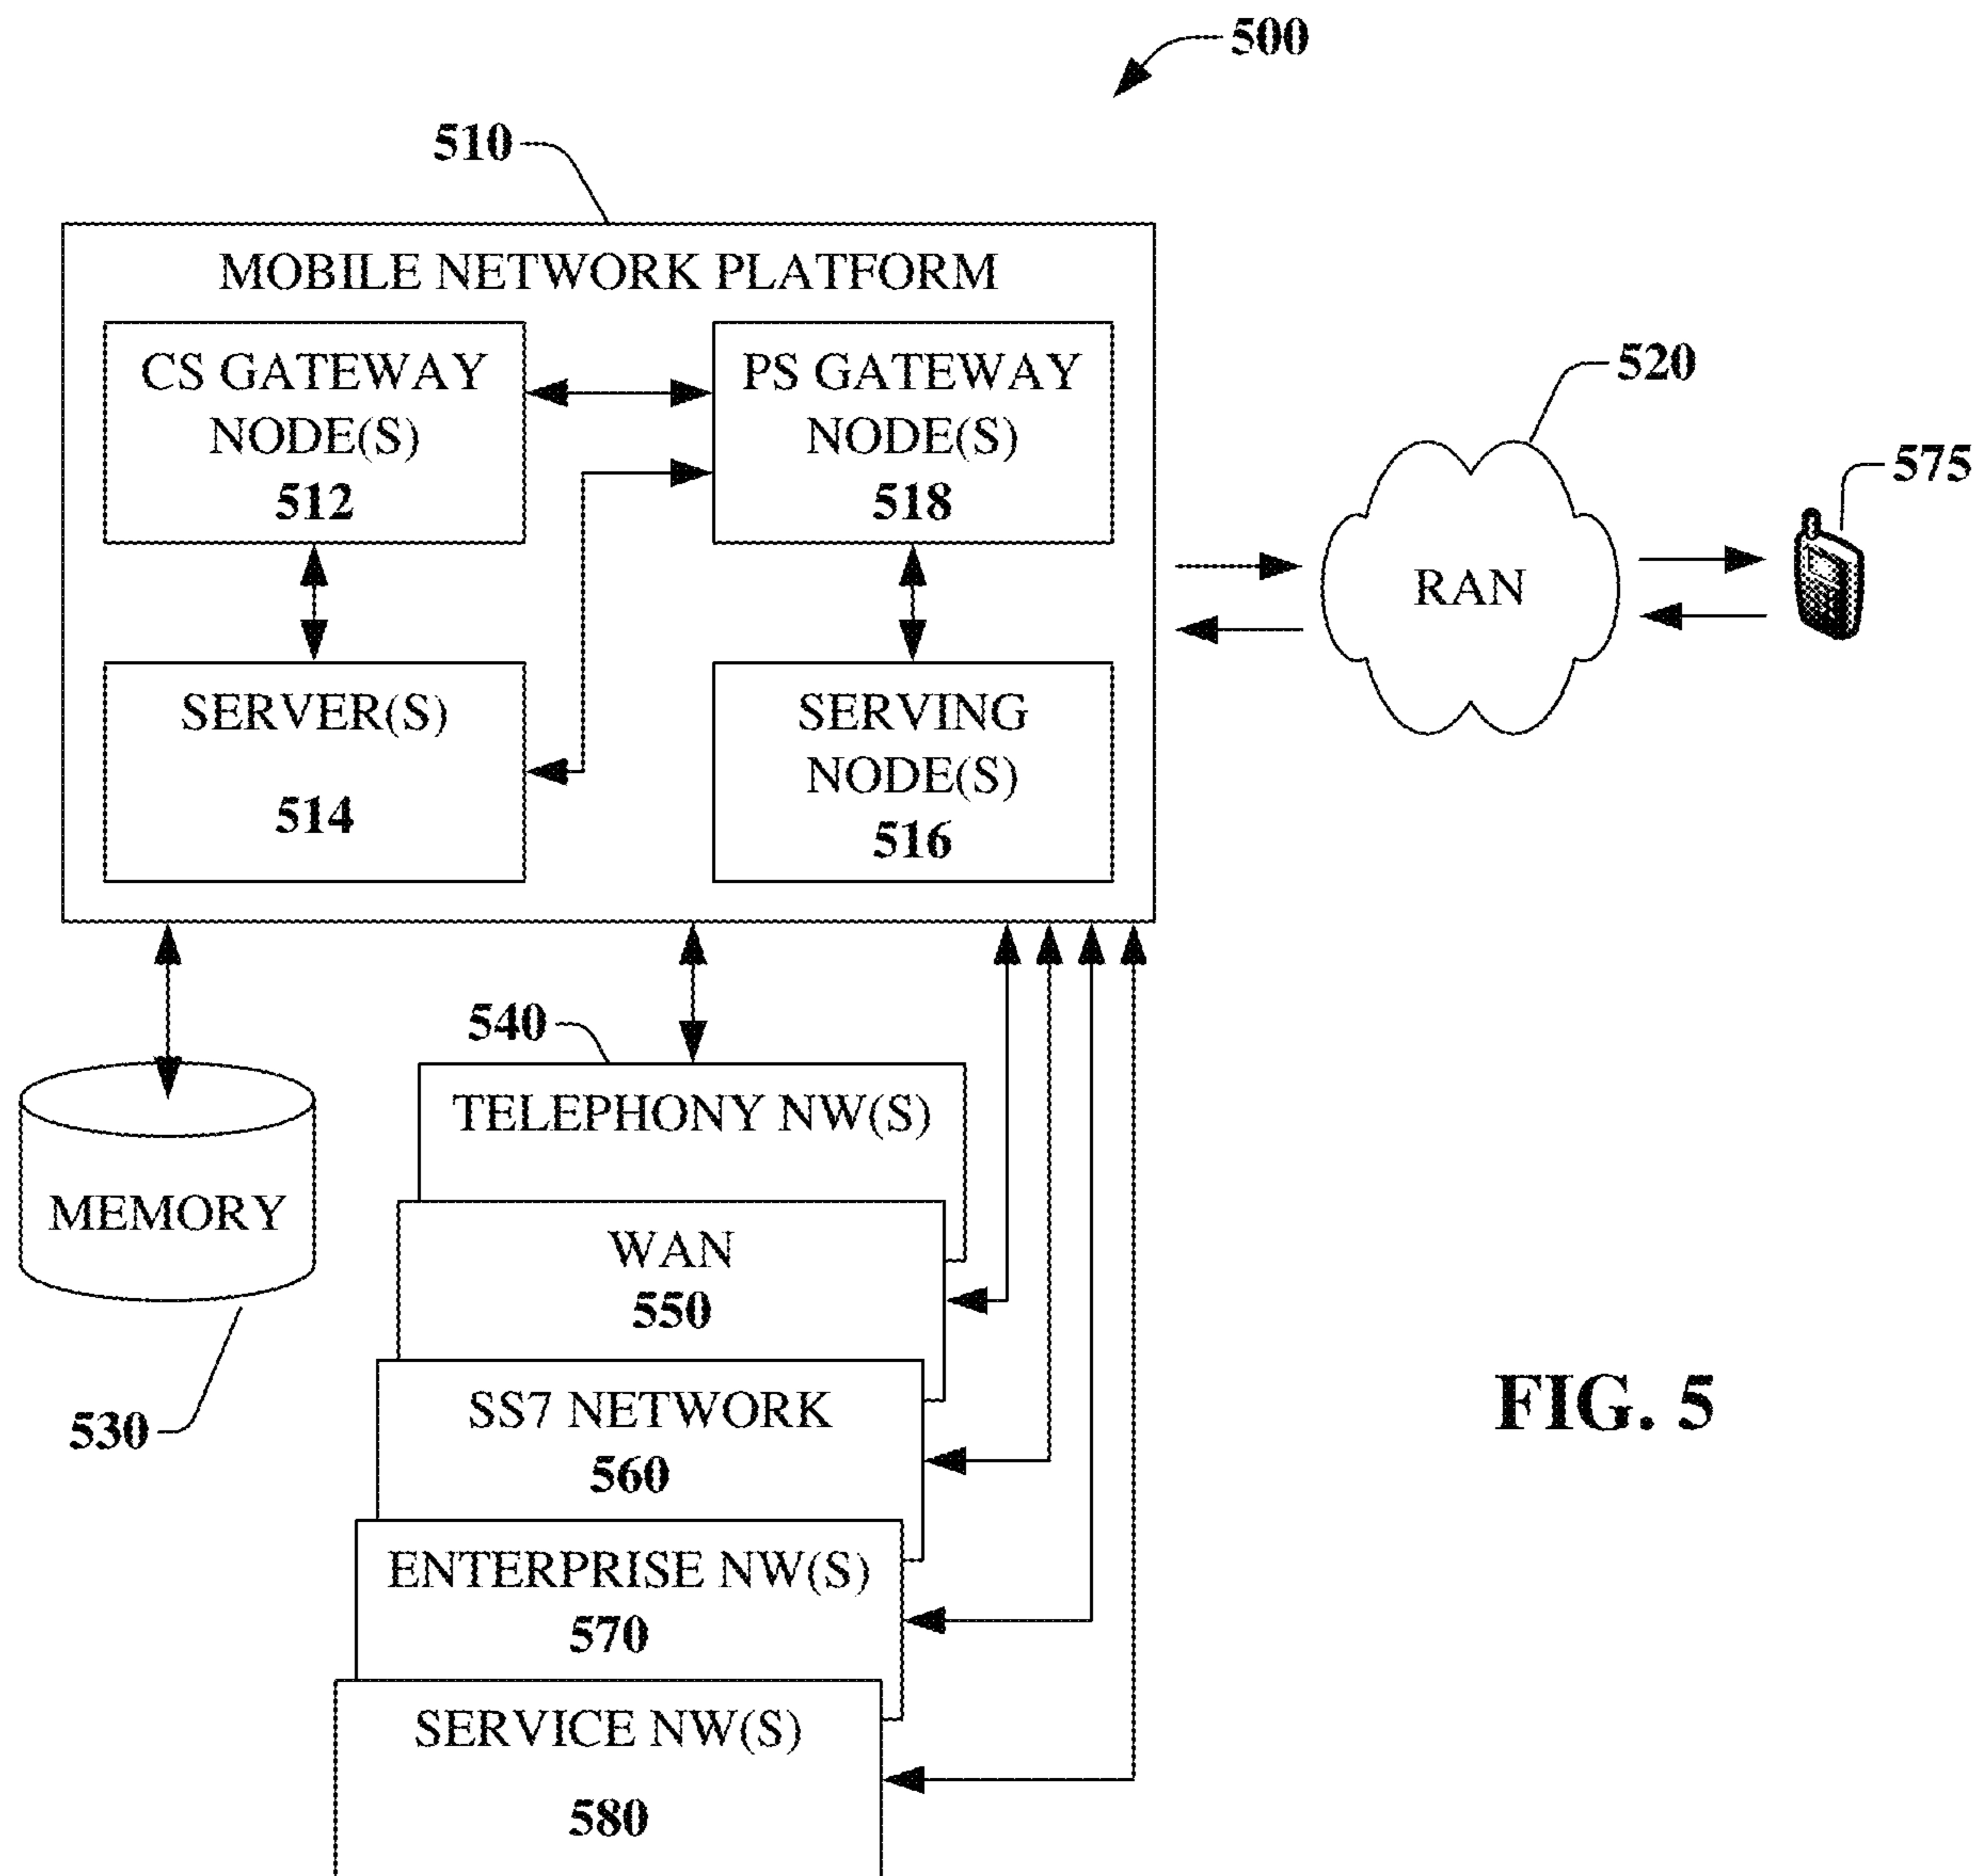 500
510
MOBILE NETWORK PLATFORM
CS GATEWAY
NODE(S)
512
PS GATEWAY
NODE(S)
518
SERVER(S)
514
SERVING
NODE(S)
516
520
RAN
575
540
TELEPHONY NW(S)
MEMORY
530
WAN
550
SS7 NETWORK
560
ENTERPRISE NW(S)
570
SERVICE NW(S)
580
FIG. 5